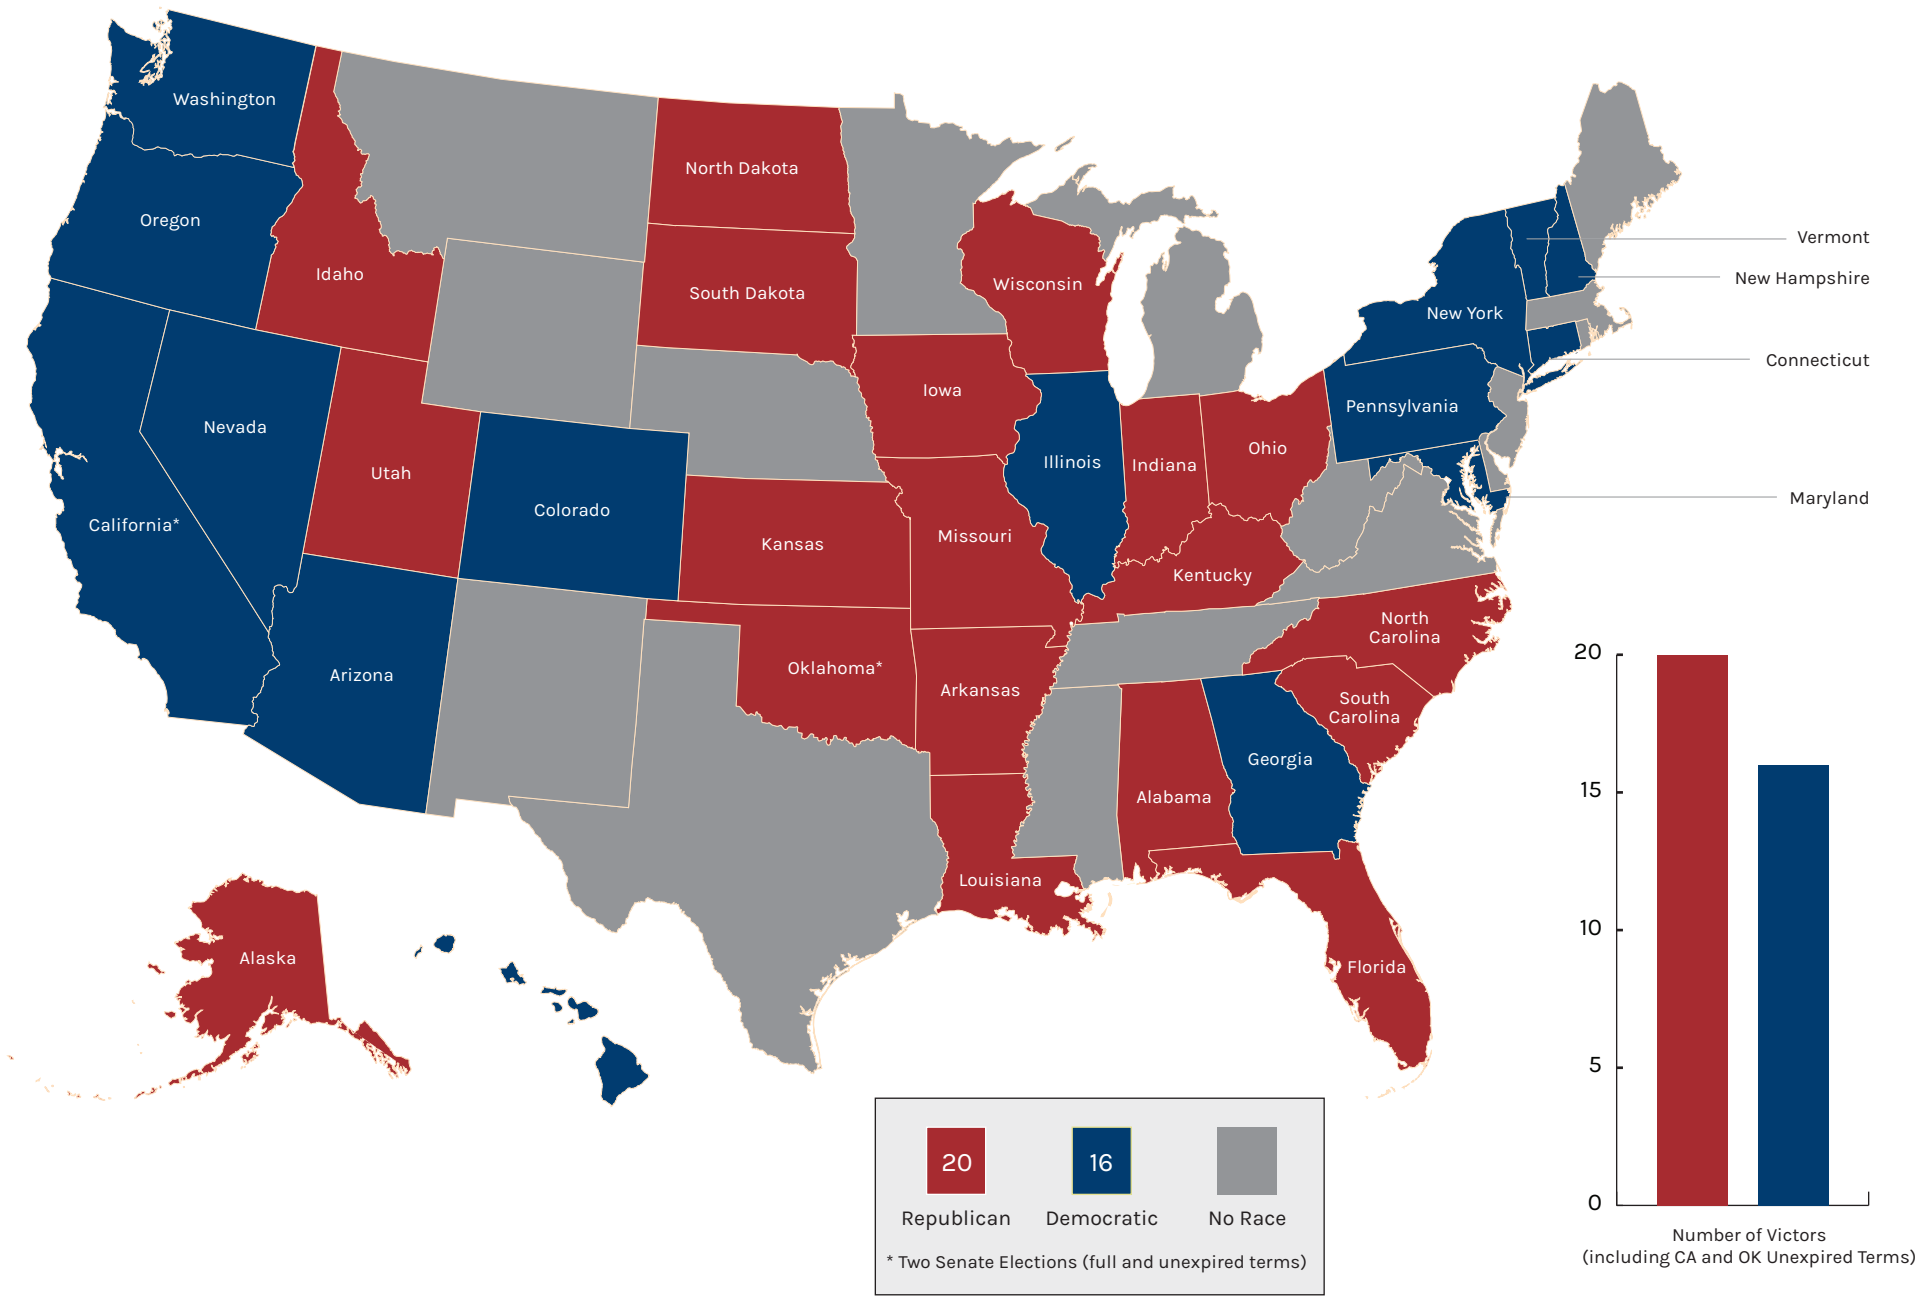 Washington
Oregon
Idaho
North Dakota
South Dakota
Wisconsin
Vermont
New Hampshire
New York
Connecticut
Pennsylvania
Maryland
Iowa
Nevada
Utah
Colorado
California*
Illinois
Indiana
Ohio
Kansas
Missouri
Kentucky
North
Carolina
Arizona
Oklahoma*
Arkansas
South
Carolina
Georgia
Alabama
Louisiana
Alaska
Florida
20
15
10
5
0
Number of Victors
(including CA and OK Unexpired Terms)
20
16
Republican
Democratic
No Race
* Two Senate Elections (full and unexpired terms)